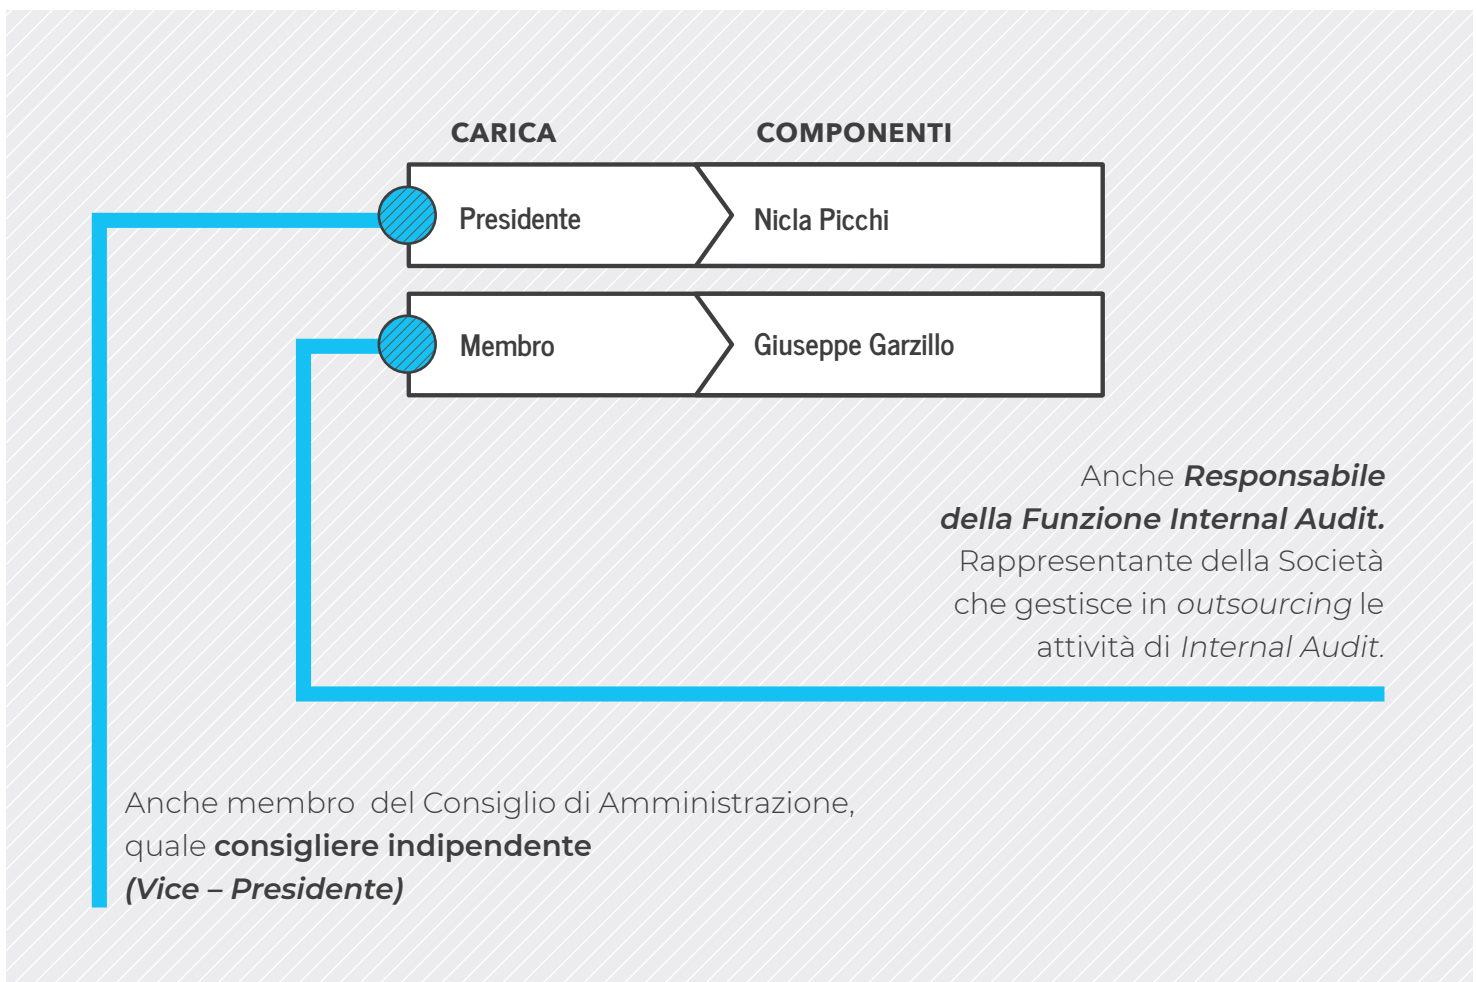 CARICA COMPONENTI
Presidente Nicla Picchi
Membro Giuseppe Garzillo
Anche Responsabile
della Funzione Internal Audit.
Rappresentante della Società
che gestisce in outsourcing le
attività di Internal Audit.
Anche membro del Consiglio di Amministrazione,
quale consigliere indipendente
(Vice – Presidente)